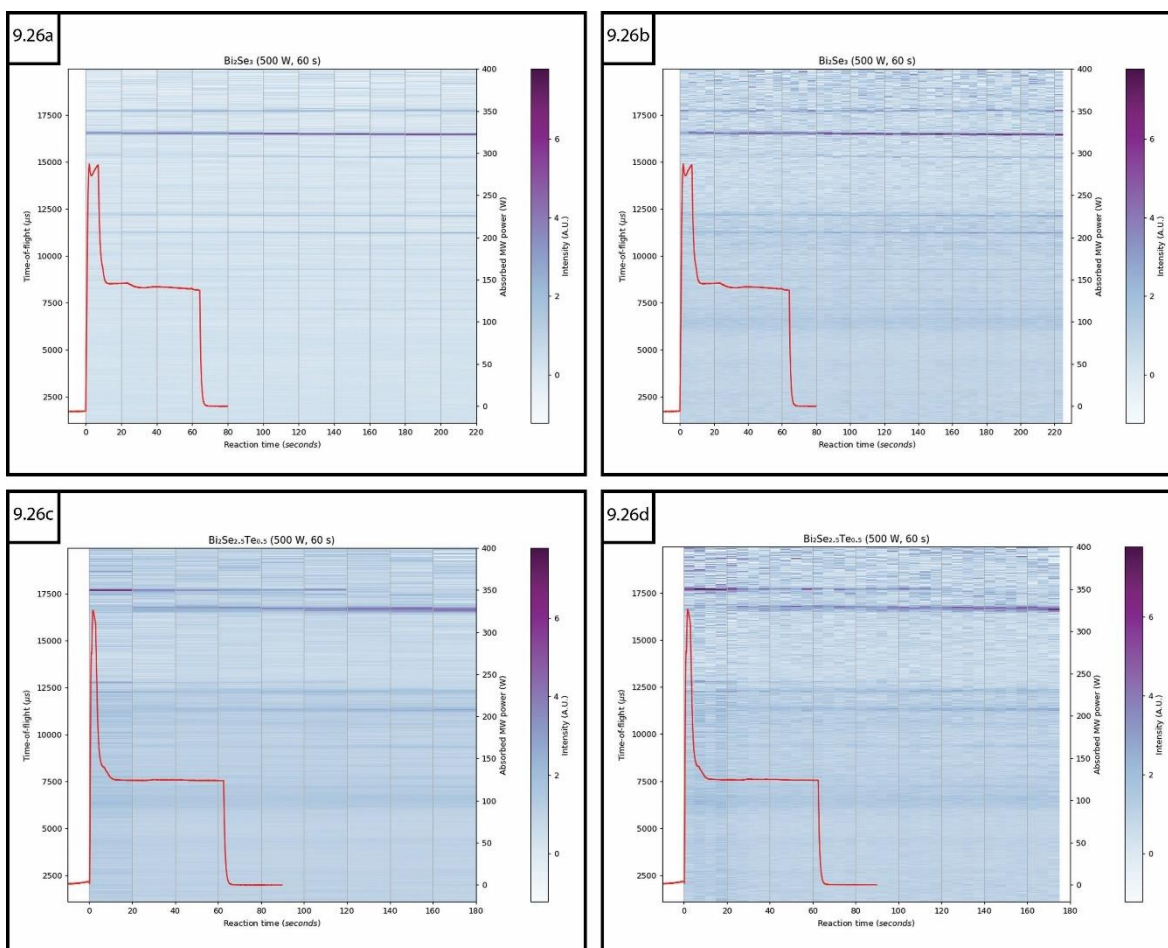 9.26a
Bi₂Se₃ (500 W, 60 s)
Time-of-flight (μs)
17500
15000
12500
10000
7500
5000
2500
0 20 40 60 80 100 120 140 160 180 200 220
Reaction time (seconds)
400
350
300
250
200
150
100
50
0
Absorbed MW power (W)
6
4
2
0
Intensity (A.U.)
9.26b
Bi₂Se₃ (500 W, 60 s)
Time-of-flight (μs)
17500
15000
12500
10000
7500
5000
2500
0 20 40 60 80 100 120 140 160 180 200 220
Reaction time (seconds)
400
350
300
250
200
150
100
50
0
Absorbed MW power (W)
6
4
2
0
Intensity (A.U.)
9.26c
Bi₂Se₂.₅Te₀.₅ (500 W, 60 s)
Time-of-flight (μs)
17500
15000
12500
10000
7500
5000
2500
0 20 40 60 80 100 120 140 160 180
Reaction time (seconds)
400
350
300
250
200
150
100
50
0
Absorbed MW power (W)
6
4
2
0
Intensity (A.U.)
9.26d
Bi₂Se₂.₅Te₀.₅ (500 W, 60 s)
Time-of-flight (μs)
17500
15000
12500
10000
7500
5000
2500
0 20 40 60 80 100 120 140 160 170 180
Reaction time (seconds)
400
350
300
250
200
150
100
50
0
Absorbed MW power (W)
6
4
2
0
Intensity (A.U.)